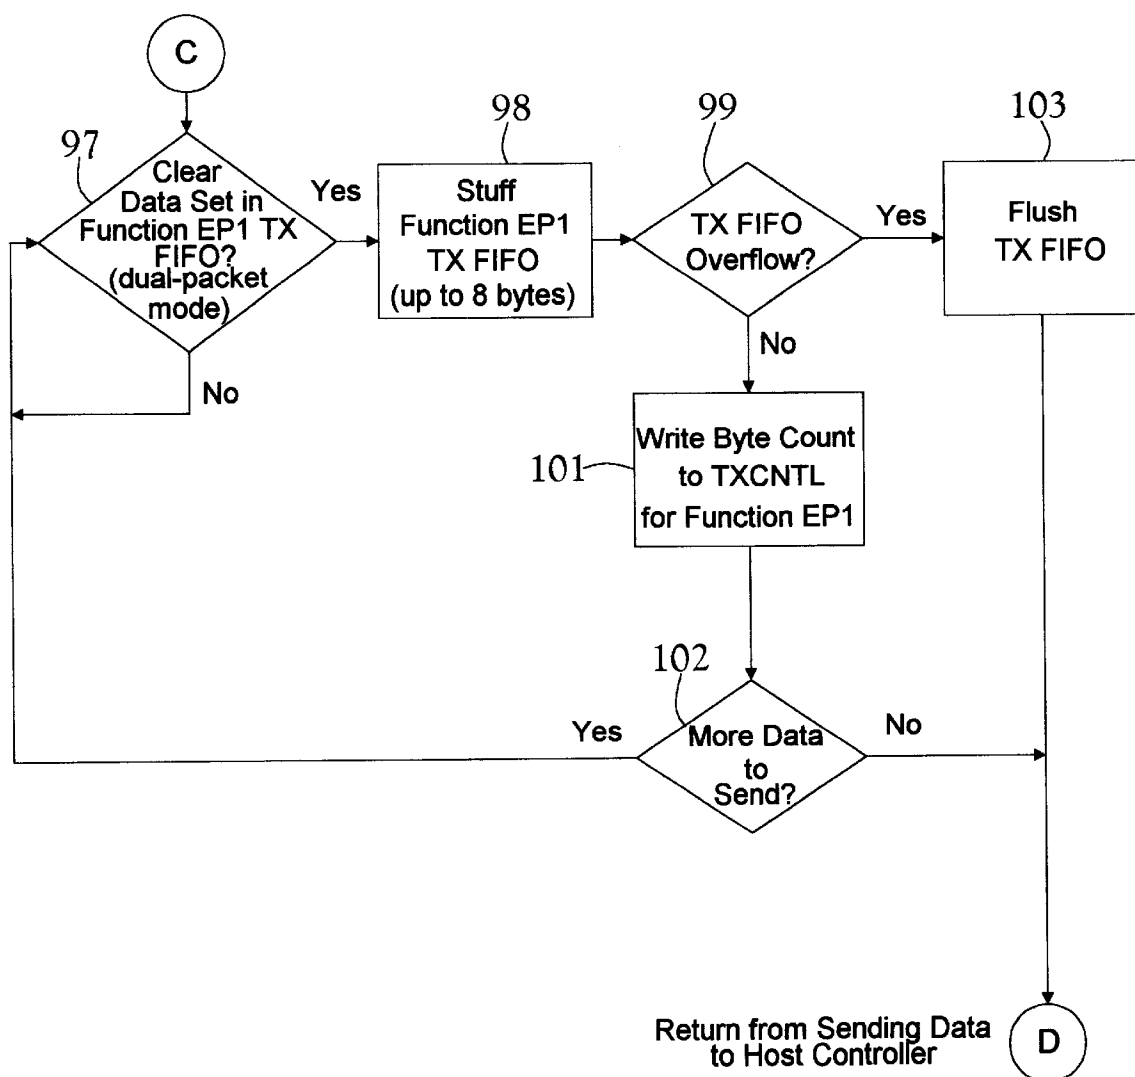 C
97
Clear
Data Set in
Function EP1 TX
FIFO?
(dual-packet
mode)
Yes
No
98
Stuff
Function EP1
TX FIFO
(up to 8 bytes)
99
TX FIFO
Overflow?
Yes
No
103
Flush
TX FIFO
101
Write Byte Count
to TXCNTL
for Function EP1
102
More Data
to
Send?
Yes
No
Return from Sending Data
to Host Controller
D